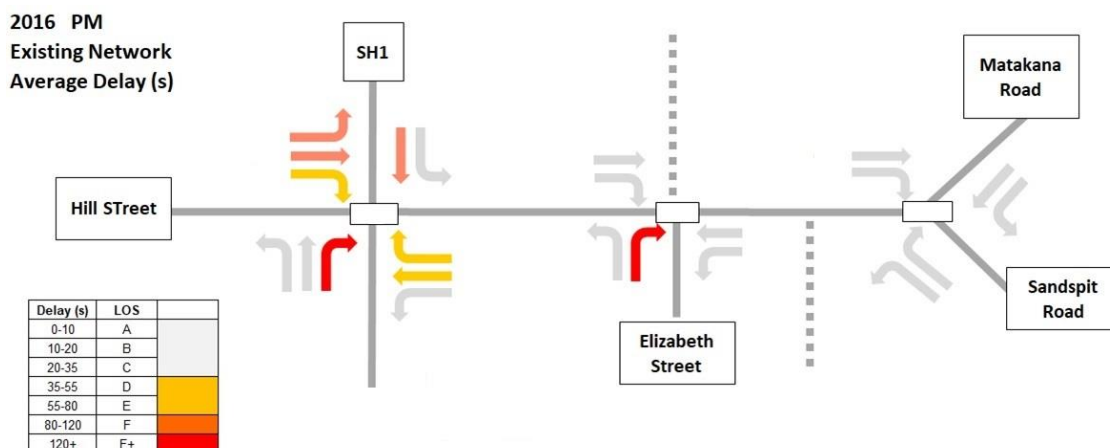 2016 PM
Existing Network
Average Delay (s)
SH1
Matakana
Road
Hill STreet
Sandspit
Road
Elizabeth
Street
Delay (s) LOS
0-10 A
10-20 B
20-35 C
35-55 D
55-80 E
80-120 F
120+ F+